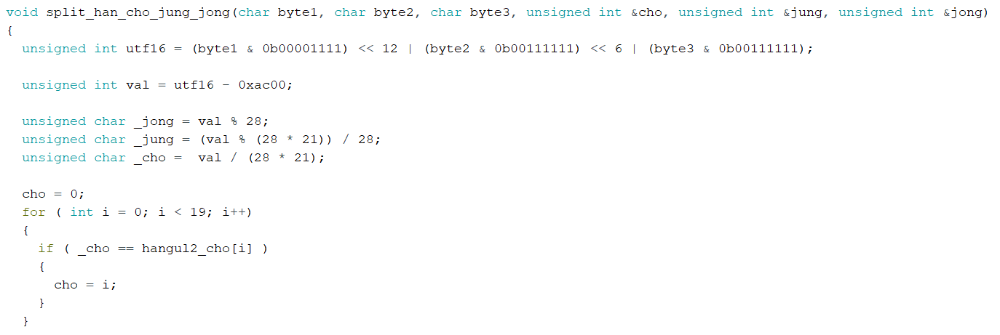 void split_han_cho_jung_jong(char byte1, char byte2, char byte3, unsigned int &cho, unsigned int &jung, unsigned int &jong)
{
  unsigned int utf16 = (byte1 & 0b00001111) << 12 | (byte2 & 0b00111111) << 6 | (byte3 & 0b00111111);

  unsigned int val = utf16 - 0xac00;

  unsigned char _jong = val % 28;
  unsigned char _jung = (val % (28 * 21)) / 28;
  unsigned char _cho =  val / (28 * 21);

  cho = 0;
  for ( int i = 0; i < 19; i++)
  {
    if ( _cho == hangul2_cho[i] )
    {
      cho = i;
    }
  }